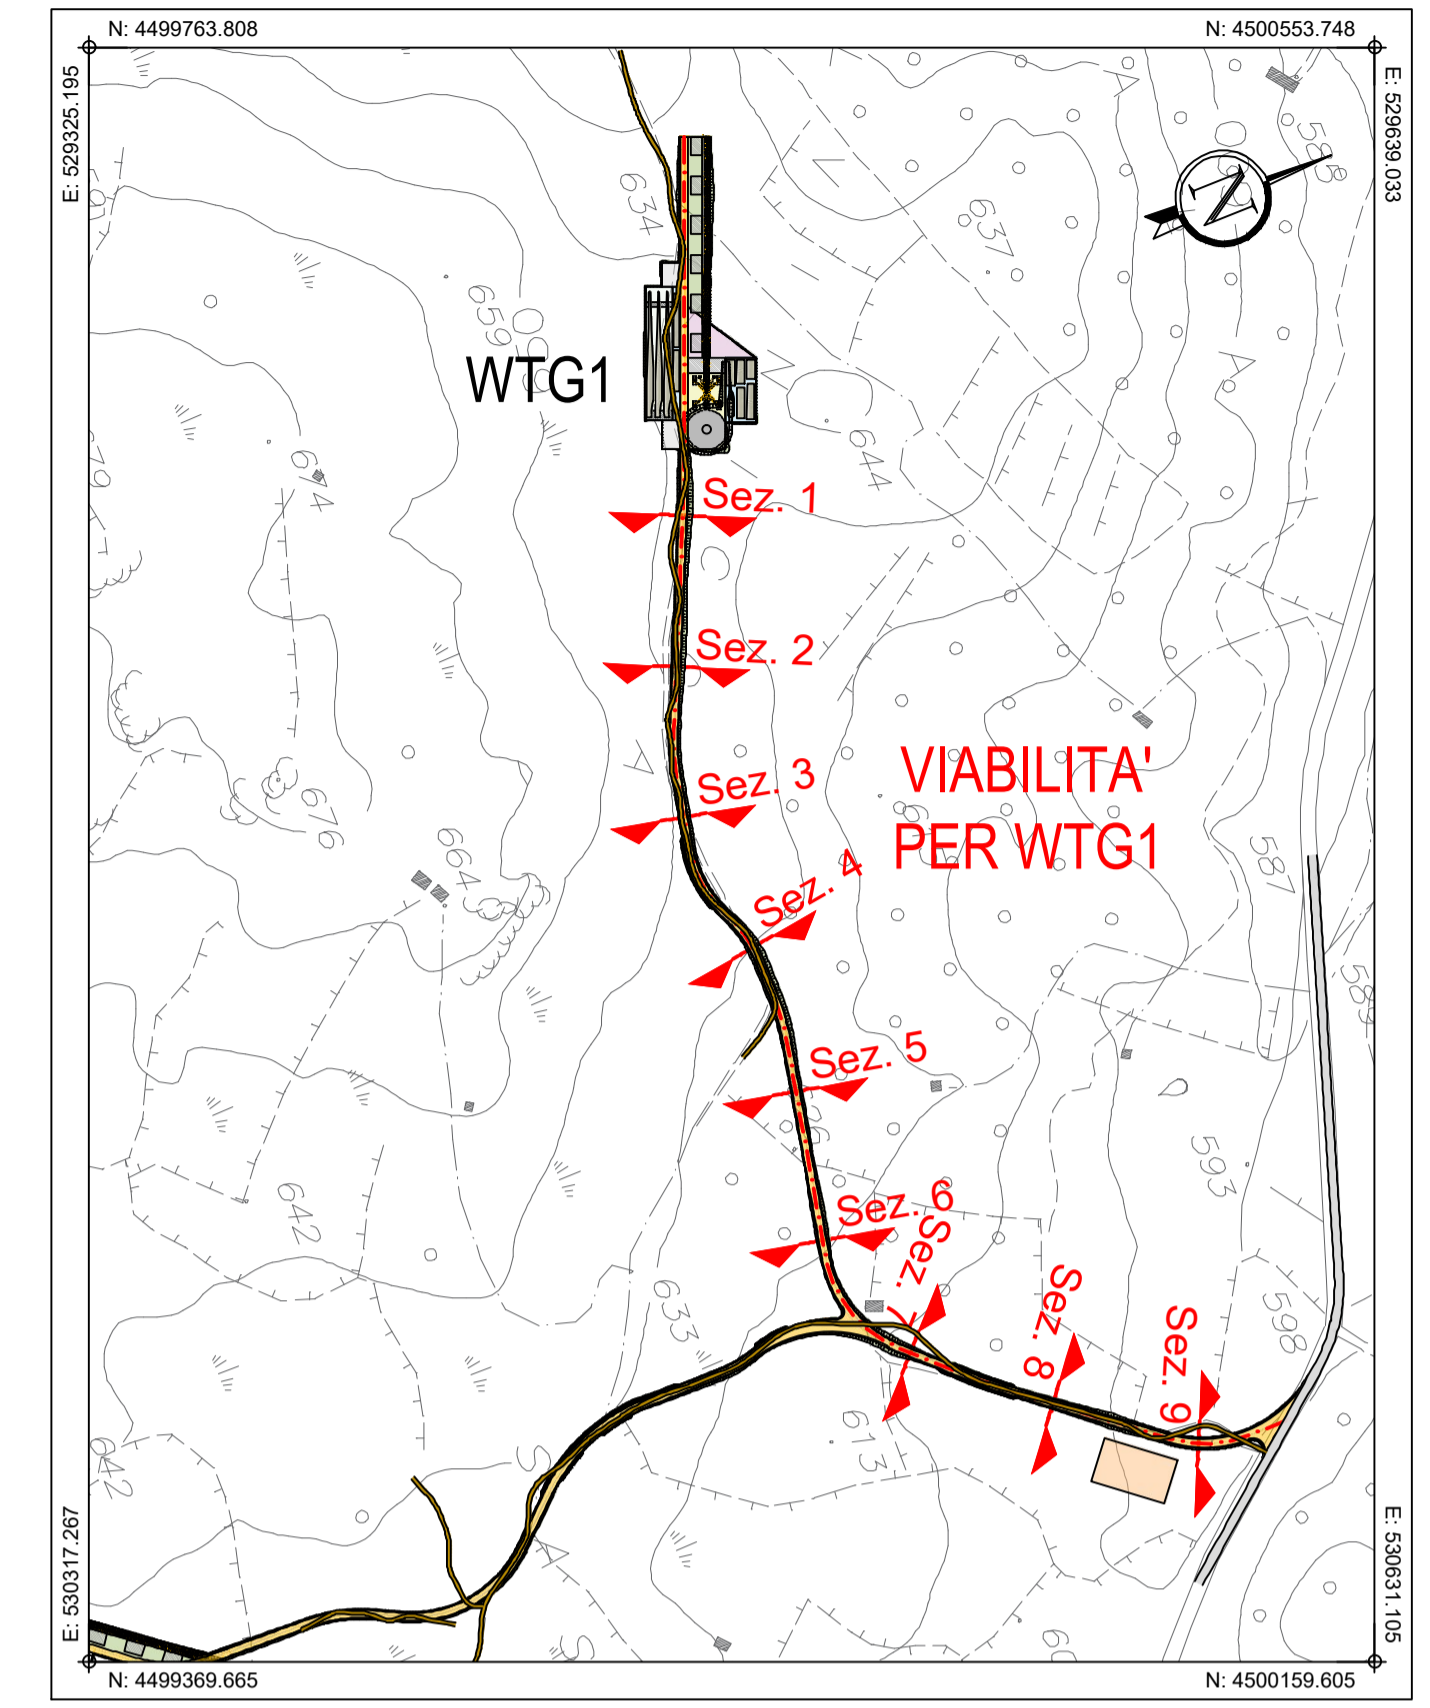 N: 4499763.808
N: 4500553.748
E: 529325.195
E: 529639.033
588
634
637
659
WTG1
N
644
674
Sez. 1
Sez. 2
VIABILITA'
PER WTG1
Sez. 3
676
664
587
Sez. 4
Sez. 5
593
642
Sez. 6
Sez.
633
Sez. 8
Sez. 9
598
613
642
E: 530317.267
E: 530631.105
N: 4499369.665
N: 4500159.605